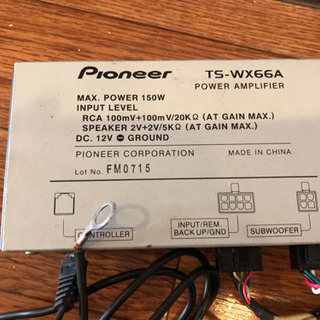 Pioneer TS-WX66A
POWER AMPLIFIER
MAX. POWER 150W
INPUT LEVEL
RCA 100mV+100mV/20KΩ (AT GAIN MAX.)
SPEAKER 2V+2V/5KΩ (AT GAIN MAX.)
DC. 12V ⊖ GROUND
PIONEER CORPORATION MADE IN CHINA
Lot No. FM0715
CONTROLLER
INPUT/REM. SUBWOOFER
BACK UP/GND